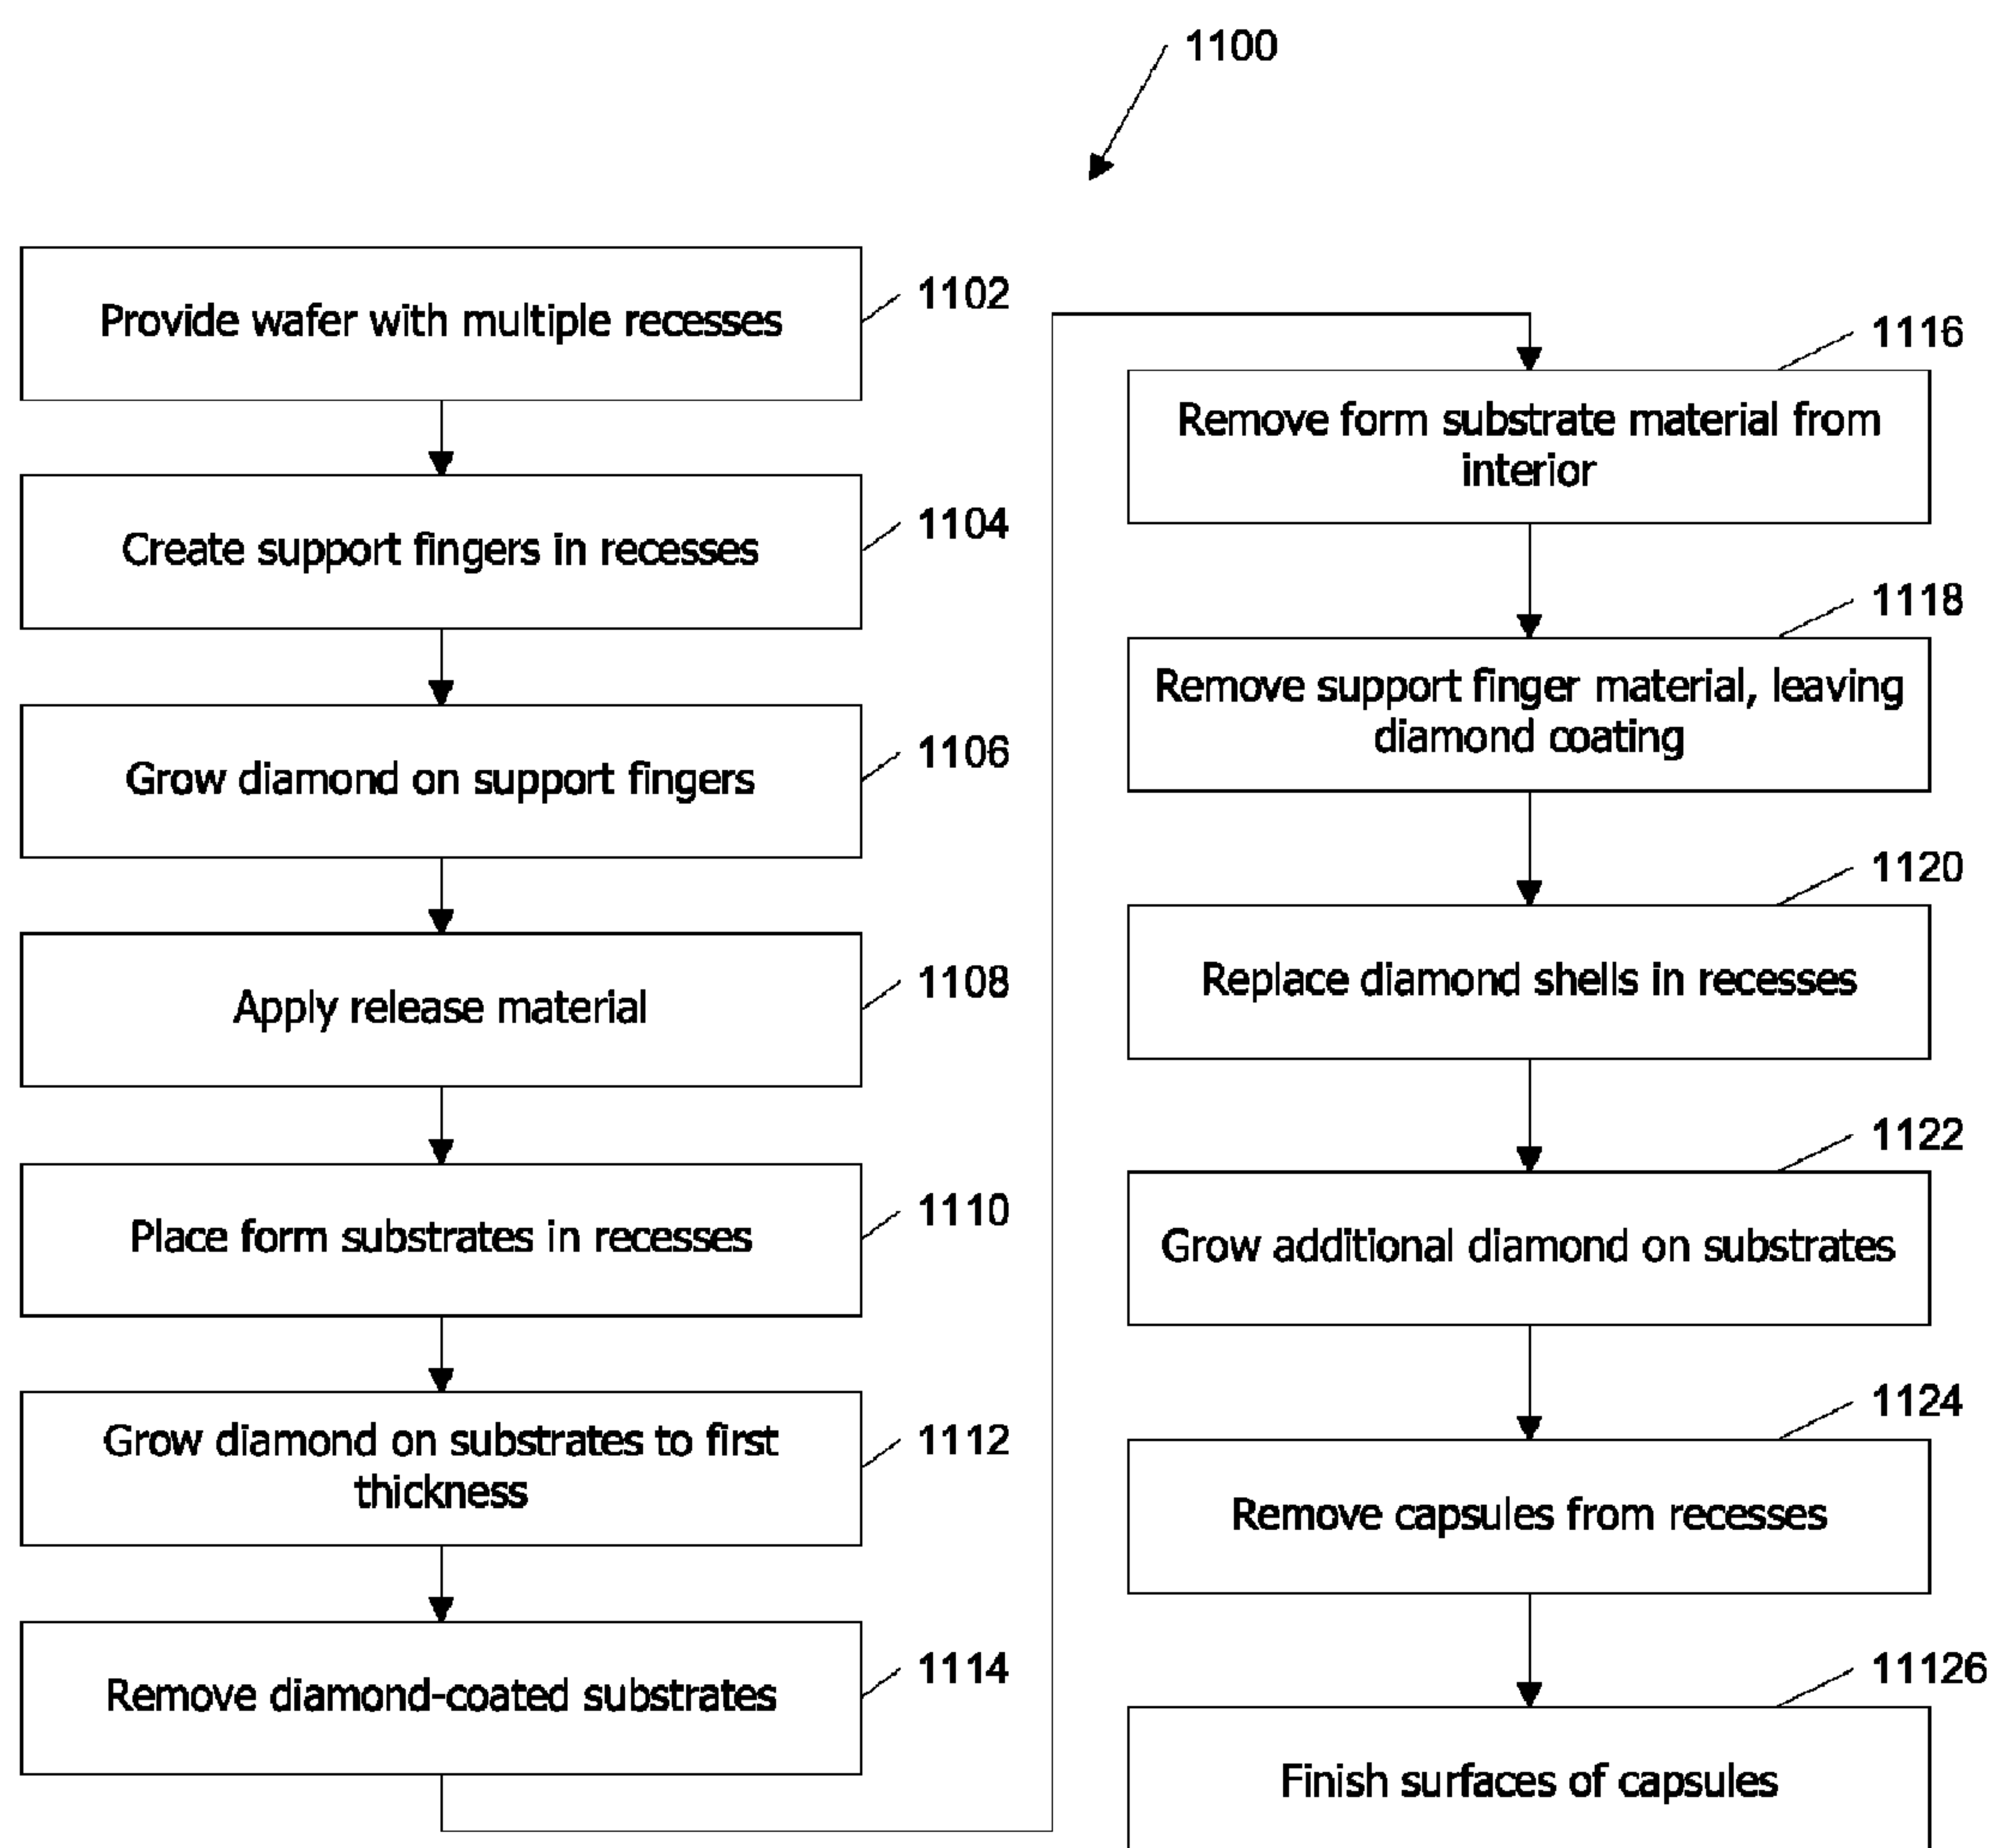 1100
Provide wafer with multiple recesses
1102
Create support fingers in recesses
1104
Grow diamond on support fingers
1106
Apply release material
1108
Place form substrates in recesses
1110
Grow diamond on substrates to first
thickness
1112
Remove diamond-coated substrates
1114
Remove form substrate material from
interior
1116
Remove support finger material, leaving
diamond coating
1118
Replace diamond shells in recesses
1120
Grow additional diamond on substrates
1122
Remove capsules from recesses
1124
Finish surfaces of capsules
11126